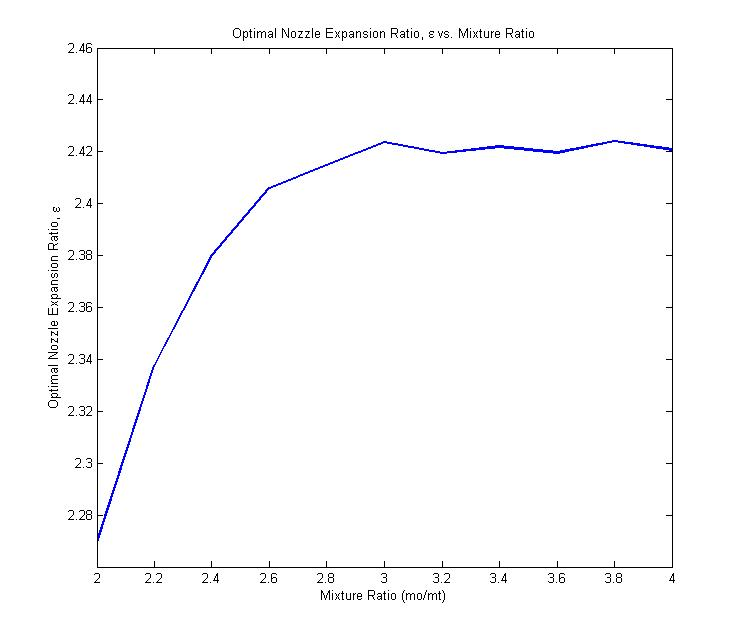 Optimal Nozzle Expansion Ratio, ε vs. Mixture Ratio
2.46
2.44
2.42
2.4
2.38
2.36
2.34
2.32
2.3
2.28
Optimal Nozzle Expansion Ratio, ε
2 2.2 2.4 2.6 2.8 3 3.2 3.4 3.6 3.8 4
Mixture Ratio (mo/mt)